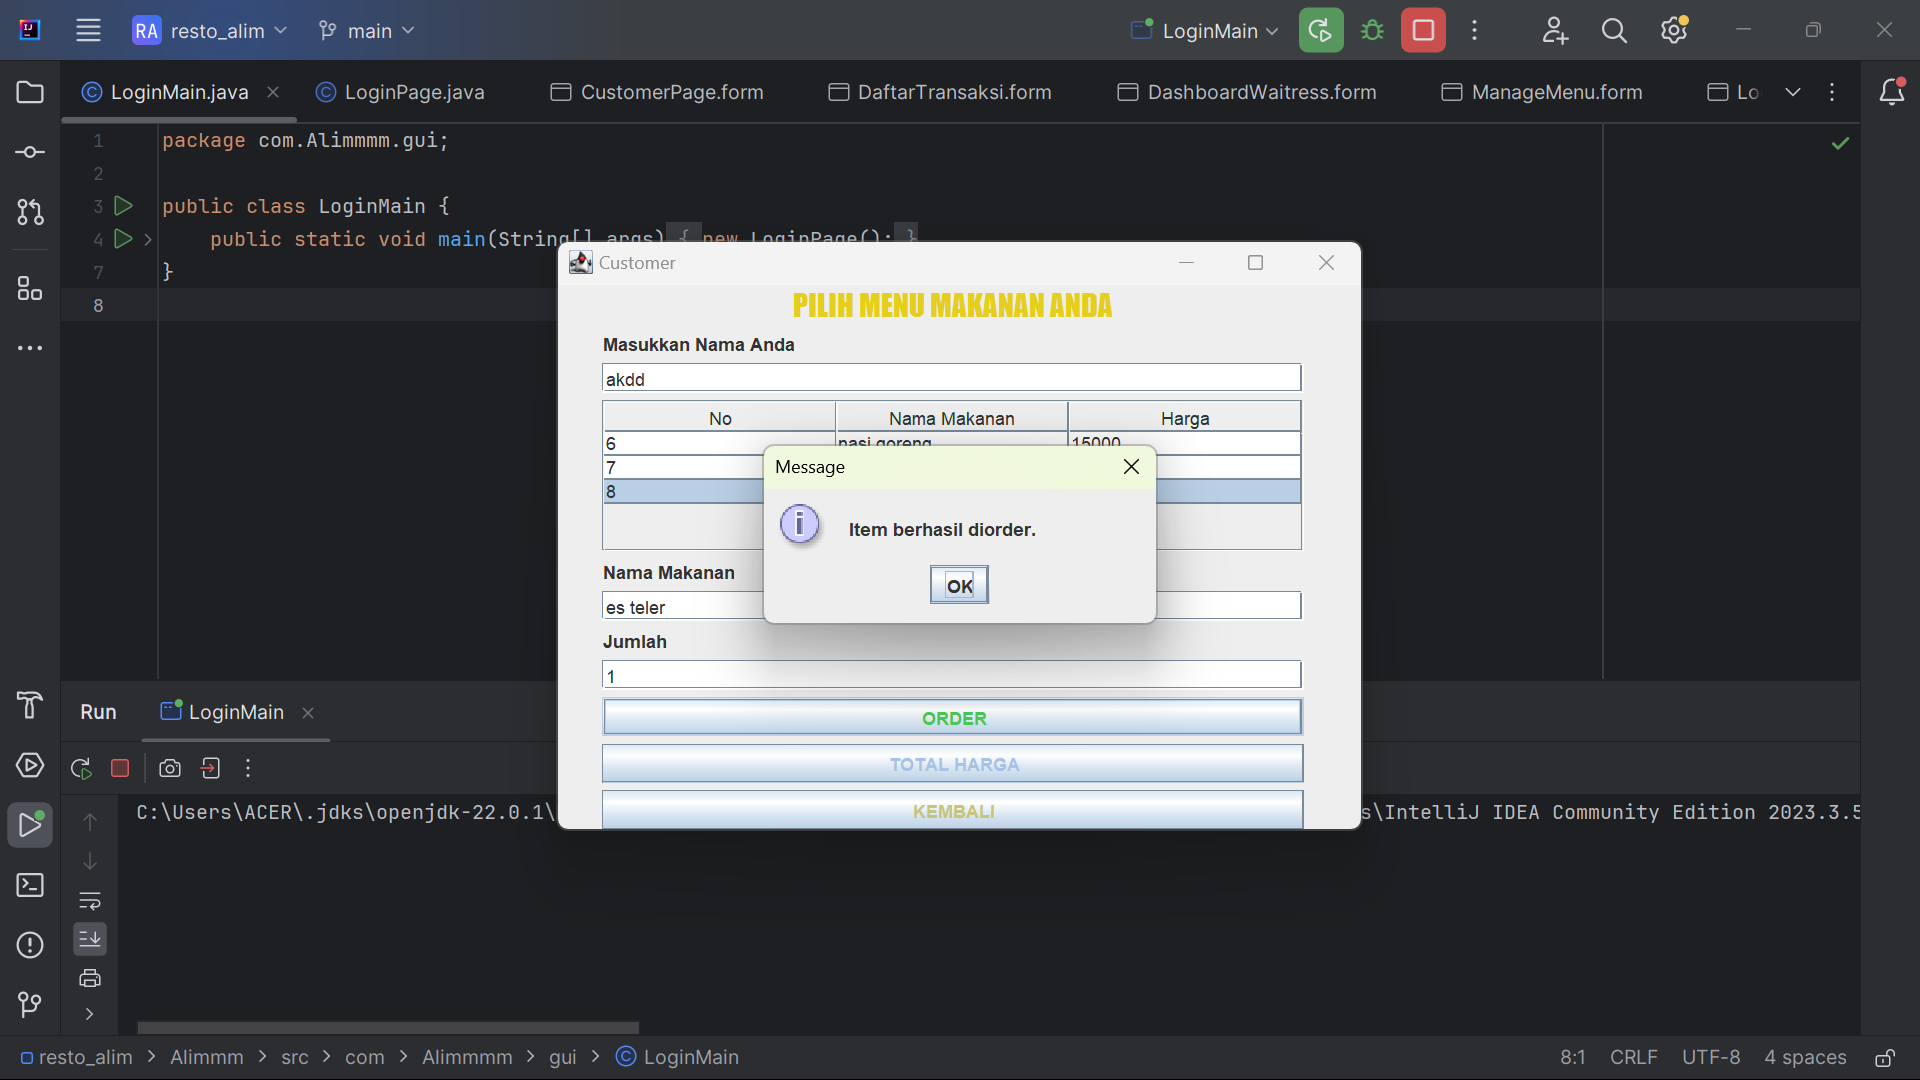 RA resto_alim main LoginMain
LoginMain.java LoginPage.java CustomerPage.form DaftarTransaksi.form DashboardWaitress.form ManageMenu.form Lo
1 package com.Alimmmm.gui;
2
3 public class LoginMain {
4 public static void main(String[] args) { new LoginPage(); }
7 }
8
Customer
PILIH MENU MAKANAN ANDA
Masukkan Nama Anda
akdd
No Nama Makanan Harga
6 nasi goreng 15000
7
8
Message
Item berhasil diorder.
OK
Nama Makanan
es teler
Jumlah
1
ORDER
TOTAL HARGA
KEMBALI
Run LoginMain
C:\Users\ACER\.jdks\openjdk-22.0.1\ s\IntelliJ IDEA Community Edition 2023.3.5
resto_alim > Alimmm > src > com > Alimmmm > gui > LoginMain 8:1 CRLF UTF-8 4 spaces